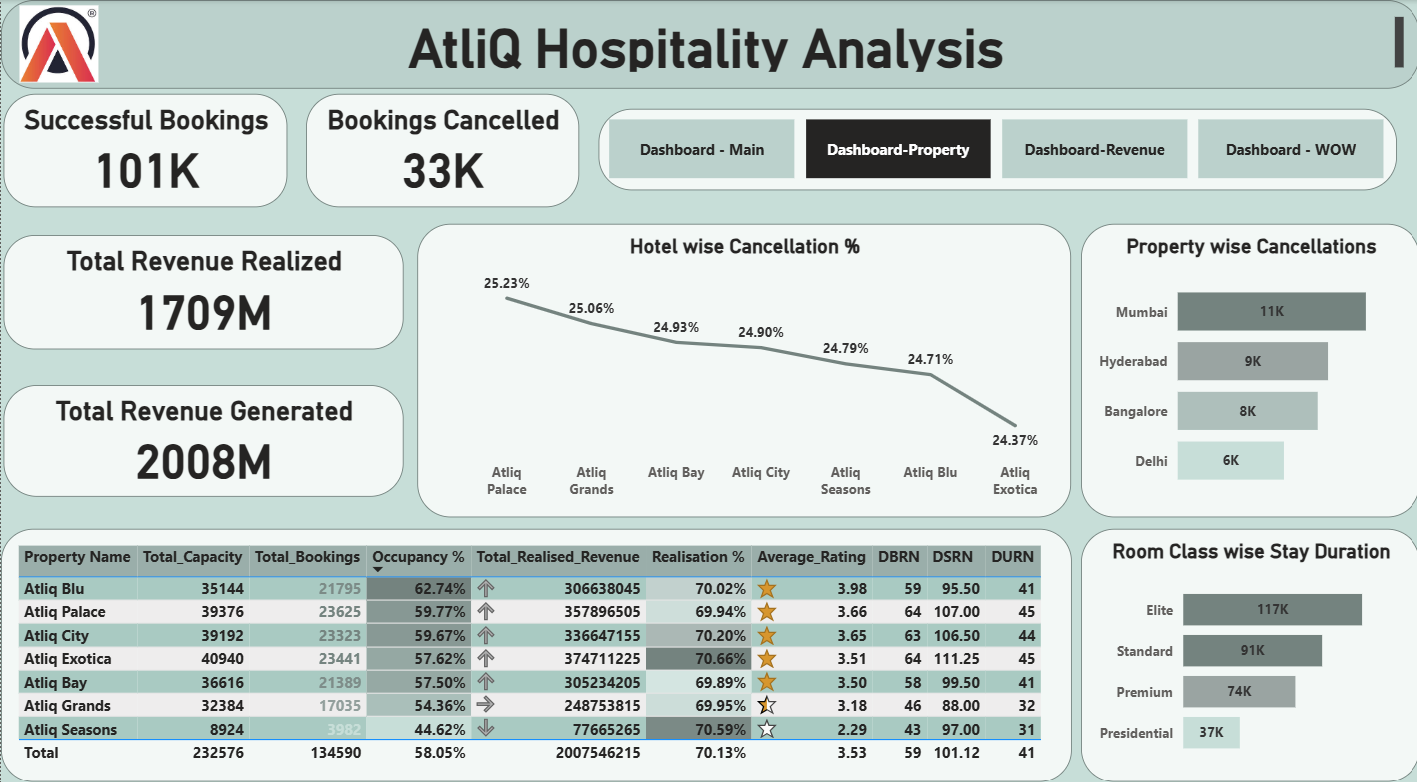 AtliQ Hospitality Analysis
Successful Bookings
101K
Bookings Cancelled
33K
Dashboard - Main
Dashboard-Property
Dashboard-Revenue
Dashboard - WOW
Total Revenue Realized
1709M
Total Revenue Generated
2008M
Hotel wise Cancellation %
25.23%
25.06%
24.93%
24.90%
24.79%
24.71%
24.37%
Atliq
Palace
Atliq
Grands
Atliq Bay
Atliq City
Atliq
Seasons
Atliq Blu
Atliq
Exotica
Property wise Cancellations
Mumbai 11K
Hyderabad 9K
Bangalore 8K
Delhi 6K
Property Name Total_Capacity Total_Bookings Occupancy % Total_Realised_Revenue Realisation % Average_Rating DBRN DSRN DURN
Atliq Blu 35144 21795 62.74% 306638045 70.02% 3.98 59 95.50 41
Atliq Palace 39376 23625 59.77% 357896505 69.94% 3.66 64 107.00 45
Atliq City 39192 23323 59.67% 336647155 70.20% 3.65 63 106.50 44
Atliq Exotica 40940 23441 57.62% 374711225 70.66% 3.51 64 111.25 45
Atliq Bay 36616 21389 57.50% 305234205 69.89% 3.50 58 99.50 41
Atliq Grands 32384 17035 54.36% 248753815 69.95% 3.18 46 88.00 32
Atliq Seasons 8924 3982 44.62% 77665265 70.59% 2.29 43 97.00 31
Total 232576 134590 58.05% 2007546215 70.13% 3.53 59 101.12 41
Room Class wise Stay Duration
Elite 117K
Standard 91K
Premium 74K
Presidential 37K